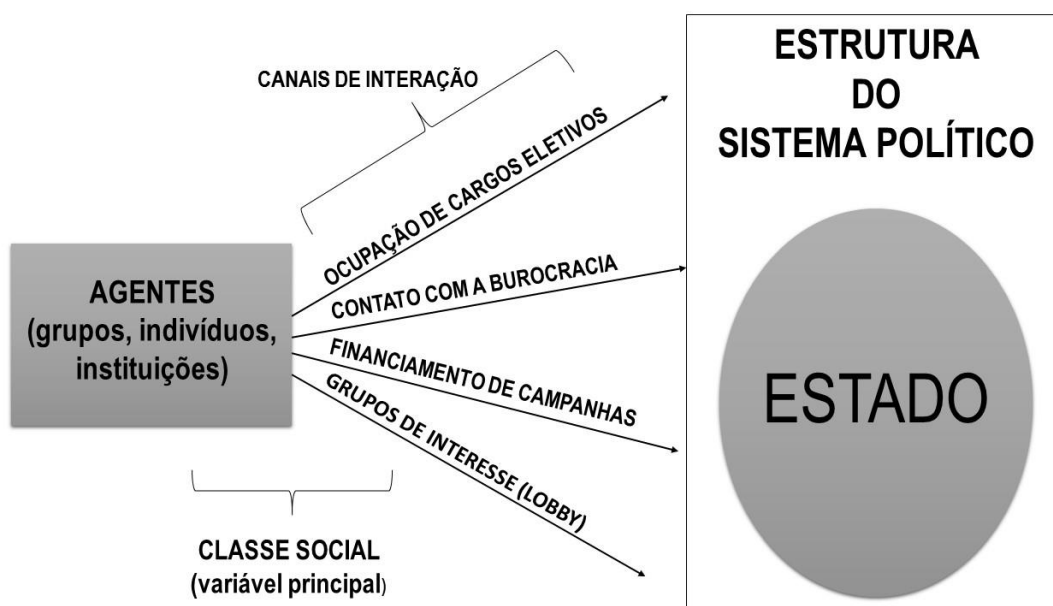 CANAIS DE INTERAÇÃO
ESTRUTURA
DO
SISTEMA POLÍTICO
OCUPAÇÃO DE CARGOS ELETIVOS
CONTATO COM A BUROCRACIA
AGENTES
(grupos, indivíduos,
instituições)
FINANCIAMENTO DE CAMPANHAS
GRUPOS DE INTERESSE (LOBBY)
ESTADO
CLASSE SOCIAL
(variável principal)